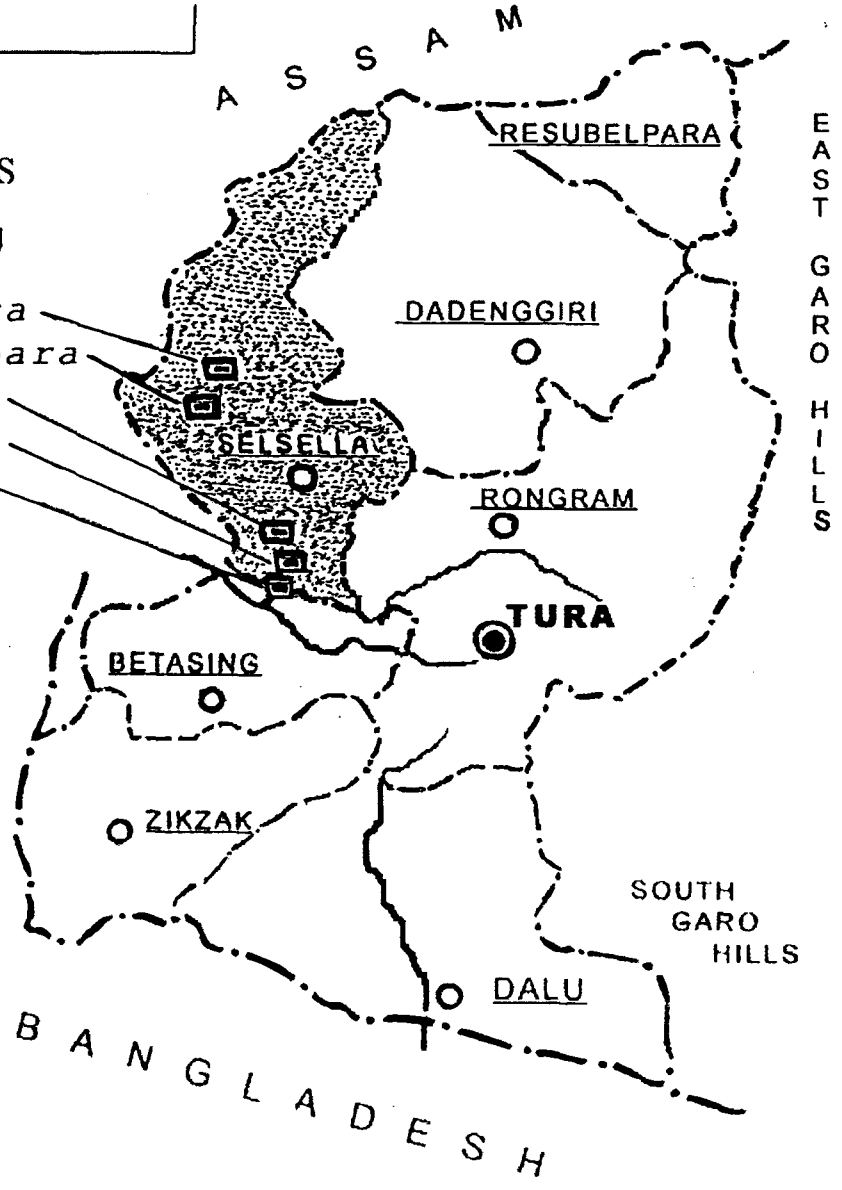 ASSAM
RESUBELPARA
EAST GARO HILLS
DADENGGIRI
SELSELLA
RONGRAM
TURA
BETASING
ZIKZAK
SOUTH
GARO
HILLS
DALU
BANGLADESH